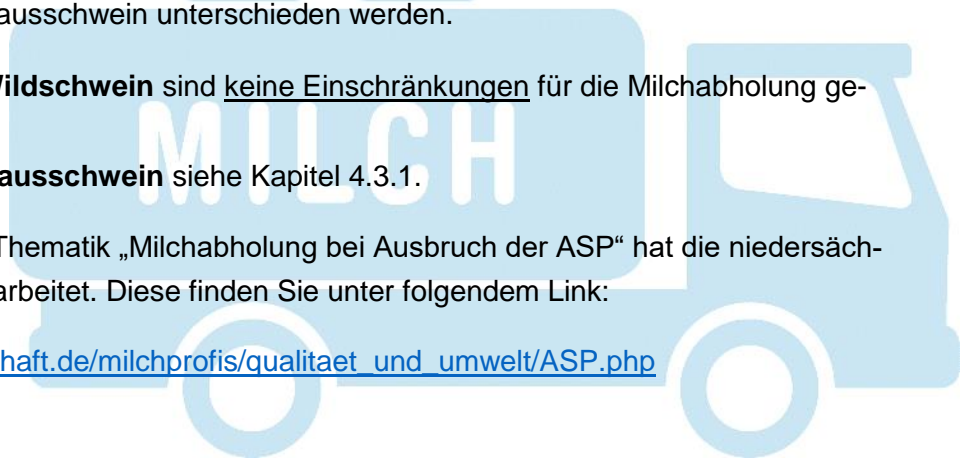 ausschwein unterschieden werden.
Wildschwein sind keine Einschränkungen für die Milchabholung ge-
MILCH
ausschwein siehe Kapitel 4.3.1.
Thematik „Milchabholung bei Ausbruch der ASP“ hat die niedersäch-
arbeitet. Diese finden Sie unter folgendem Link:
haft.de/milchprofis/qualitaet_und_umwelt/ASP.php